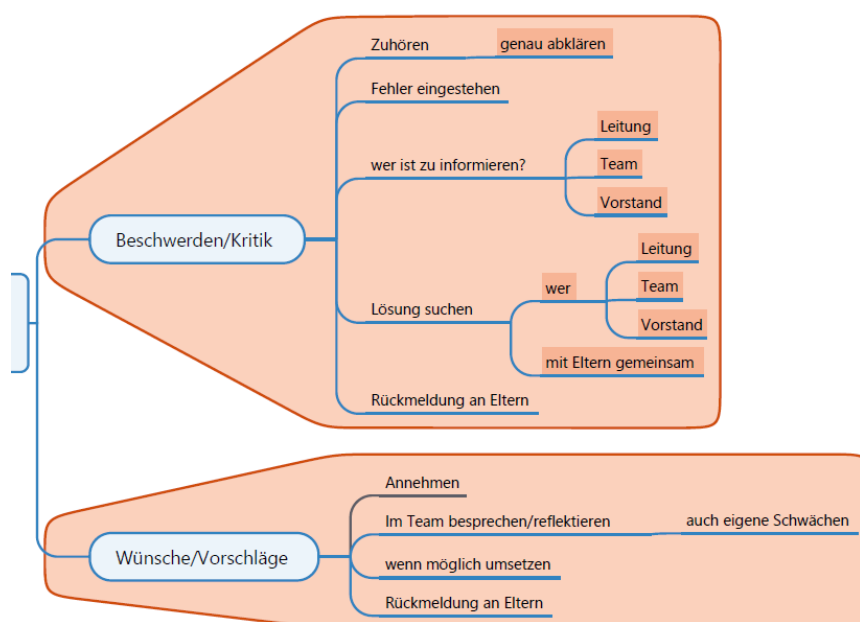 Beschwerden/Kritik
Zuhören
genau abklären
Fehler eingestehen
wer ist zu informieren?
Leitung
Team
Vorstand
Lösung suchen
wer
Leitung
Team
Vorstand
mit Eltern gemeinsam
Rückmeldung an Eltern
Wünsche/Vorschläge
Annehmen
Im Team besprechen/reflektieren
auch eigene Schwächen
wenn möglich umsetzen
Rückmeldung an Eltern